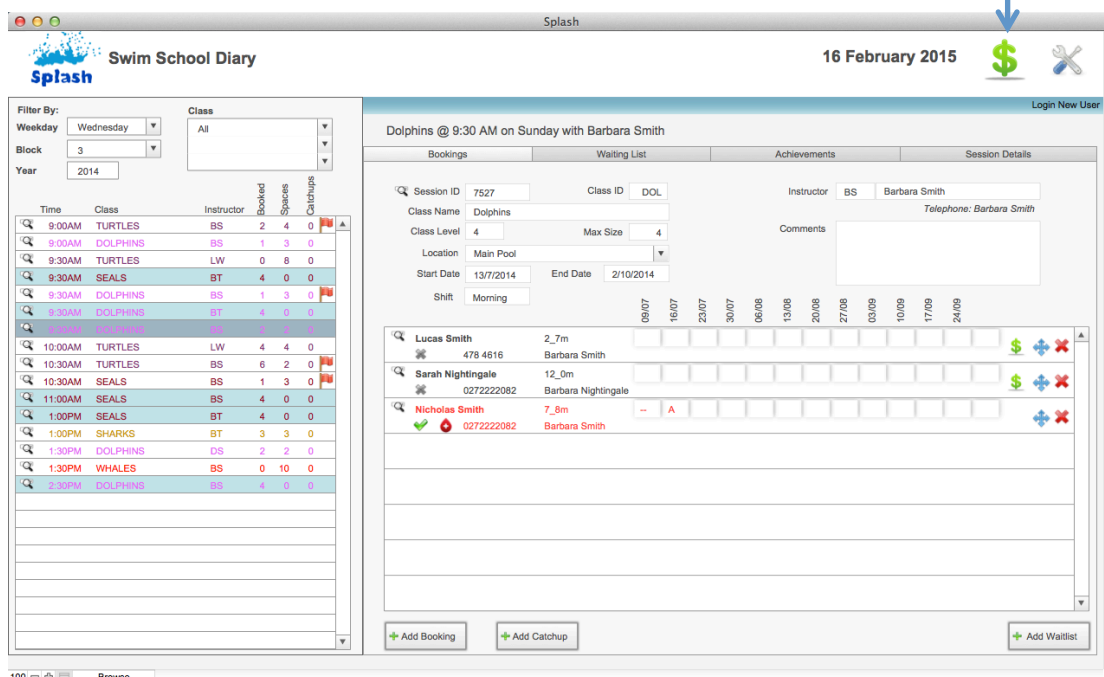 Splash
Splash
Swim School Diary
16 February 2015
Login New User
Filter By:
Weekday Wednesday
Block 3
Year 2014
Class
All
Time Class Instructor Booked Spaces Catchups
9:00AM TURTLES BS 2 4 0
9:00AM DOLPHINS BS 1 3 0
9:30AM TURTLES LW 0 8 0
9:30AM SEALS BT 4 0 0
9:30AM DOLPHINS BS 1 3 0
9:30AM DOLPHINS BT 4 0 0
9:30AM DOLPHINS BS 2 2 0
10:00AM TURTLES LW 4 4 0
10:30AM TURTLES BS 6 2 0
10:30AM SEALS BS 1 3 0
11:00AM SEALS BS 4 0 0
1:00PM SEALS BT 4 0 0
1:00PM SHARKS BT 3 3 0
1:30PM DOLPHINS DS 2 2 0
1:30PM WHALES BS 0 10 0
2:30PM DOLPHINS BS 4 0 0
Dolphins @ 9:30 AM on Sunday with Barbara Smith
Bookings Waiting List Achievements Session Details
Session ID 7527 Class ID DOL Instructor BS Barbara Smith
Class Name Dolphins Telephone: Barbara Smith
Class Level 4 Max Size 4 Comments
Location Main Pool
Start Date 13/7/2014 End Date 2/10/2014
Shift Morning
09/07 16/07 23/07 30/07 06/08 13/08 20/08 27/08 03/09 10/09 17/09 24/09
Lucas Smith 2_7m
478 4616 Barbara Smith
Sarah Nightingale 12_0m
0272222082 Barbara Nightingale
Nicholas Smith 7_8m -- A
0272222082 Barbara Smith
Add Booking Add Catchup Add Waitlist
100 Browse